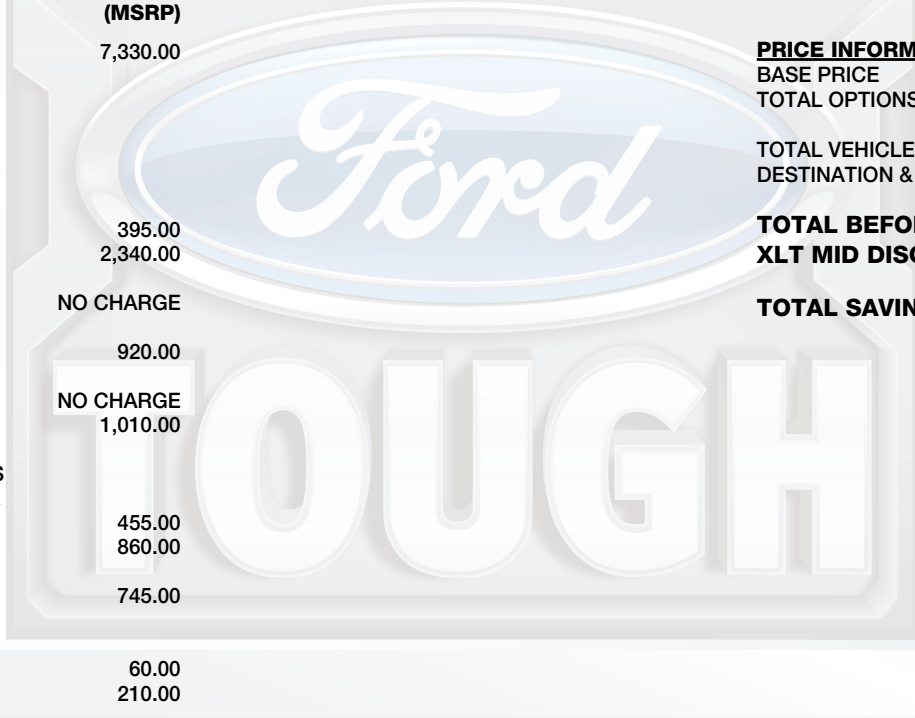 (MSRP)
7,330.00
395.00
2,340.00
NO CHARGE
920.00
NO CHARGE
1,010.00
S
455.00
860.00
745.00
60.00
210.00
PRICE INFORM
BASE PRICE
TOTAL OPTIONS
TOTAL VEHICLE
DESTINATION &
TOTAL BEFO
XLT MID DISC
TOTAL SAVIN
Ford
TOUGH